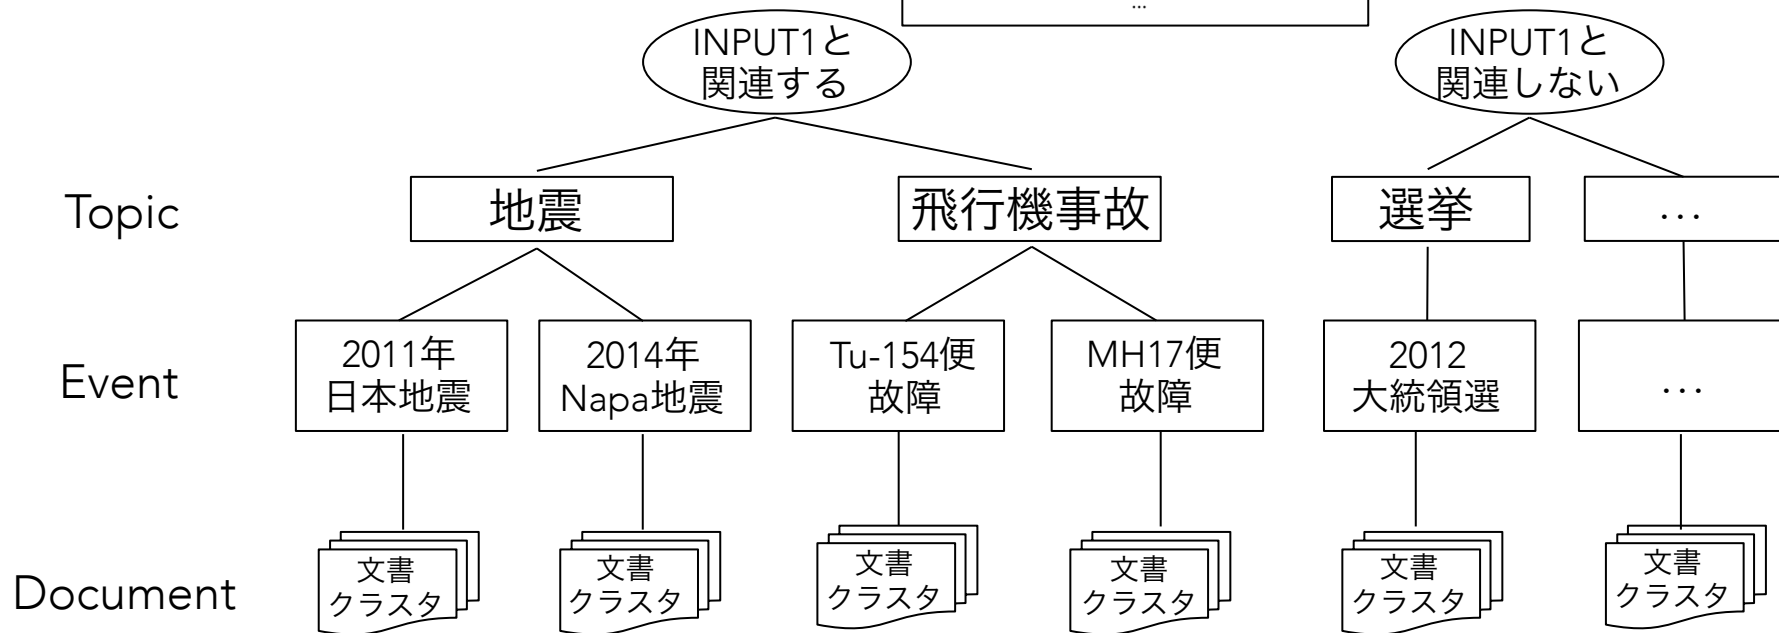 ...
INPUT1と
関連する
INPUT1と
関連しない
Topic
地震
飛行機事故
選挙
...
Event
2011年
日本地震
2014年
Napa地震
Tu-154便
故障
MH17便
故障
2012
大統領選
...
Document
文書
クラスタ
文書
クラスタ
文書
クラスタ
文書
クラスタ
文書
クラスタ
文書
クラスタ